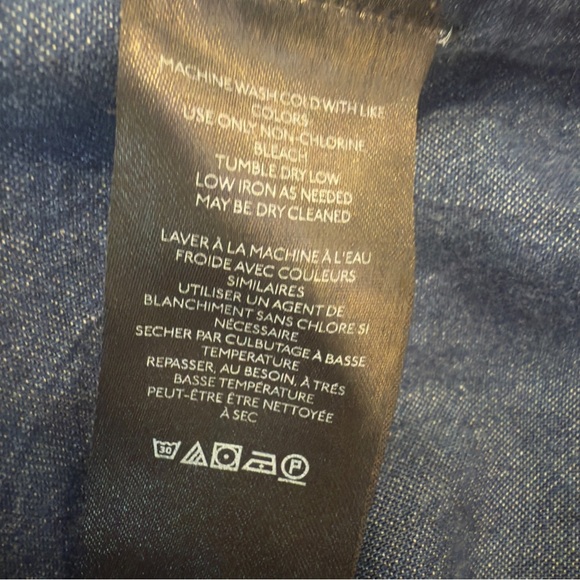 MACHINE WASH COLD WITH LIKE
COLORS
USE ONLY NON-CHLORINE
BLEACH
TUMBLE DRY LOW
LOW IRON AS NEEDED
MAY BE DRY CLEANED
LAVER À LA MACHINE À L'EAU
FROIDE AVEC COULEURS
SIMILAIRES
UTILISER UN AGENT DE
BLANCHIMENT SANS CHLORE SI
NÉCESSAIRE
SECHER PAR CULBUTAGE À BASSE
TEMPERATURE
REPASSER, AU BESOIN, À TRÉS
BASSE TEMPÉRATURE
PEUT-ÊTRE ÊTRE NETTOYÉE
À SEC
30 P